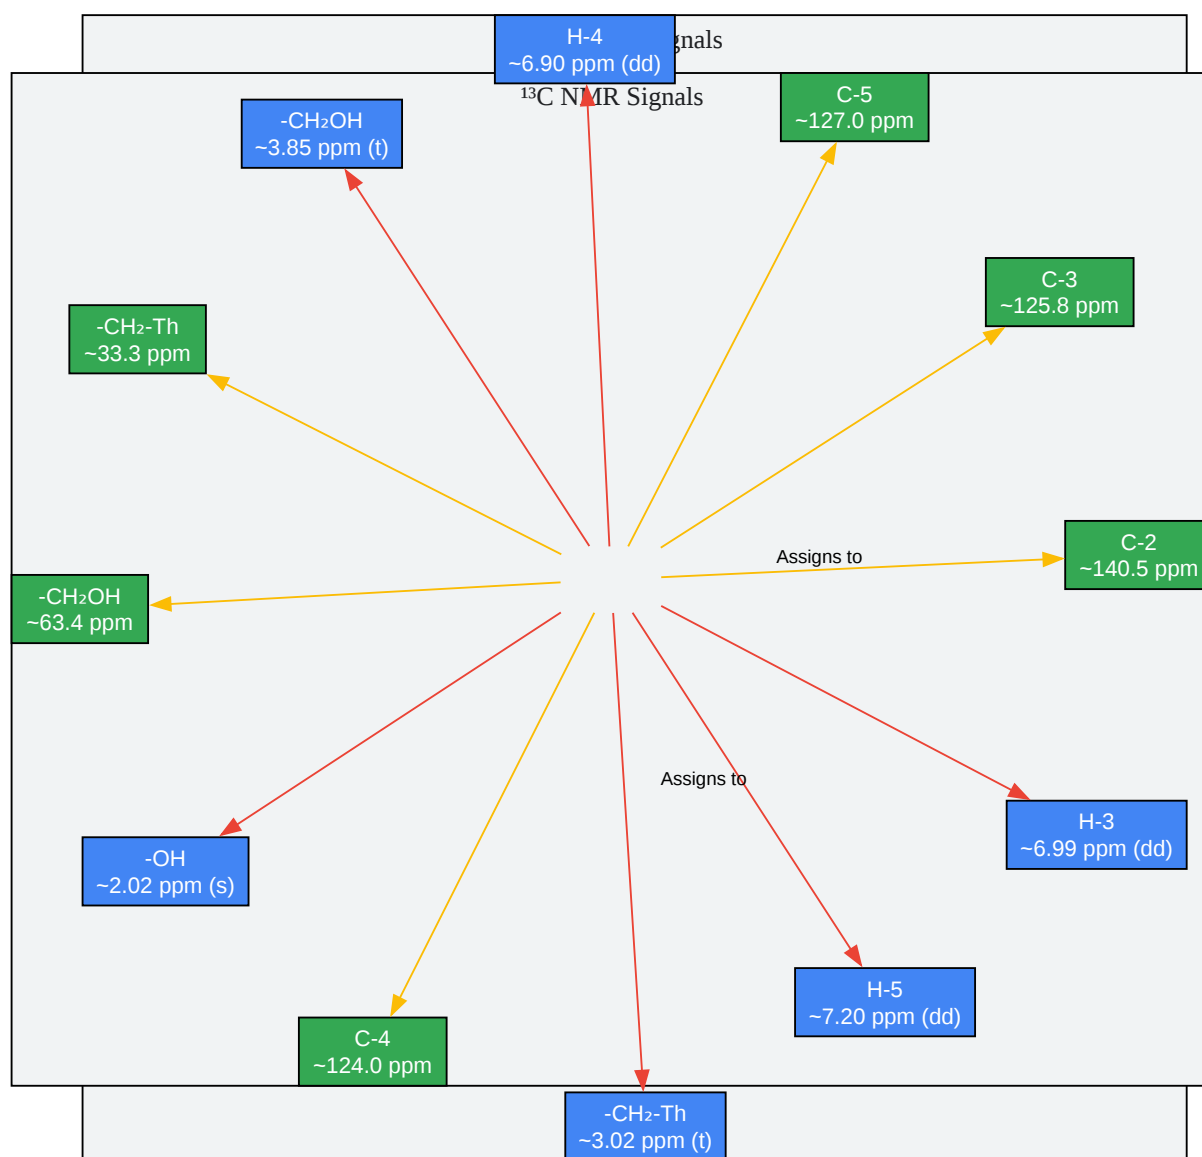 H-4
~6.90 ppm (dd)
¹³C NMR Signals
C-5
~127.0 ppm
-CH₂OH
~3.85 ppm (t)
C-3
~125.8 ppm
-CH₂-Th
~33.3 ppm
C-2
~140.5 ppm
Assigns to
-CH₂OH
~63.4 ppm
Assigns to
H-3
~6.99 ppm (dd)
-OH
~2.02 ppm (s)
H-5
~7.20 ppm (dd)
C-4
~124.0 ppm
-CH₂-Th
~3.02 ppm (t)